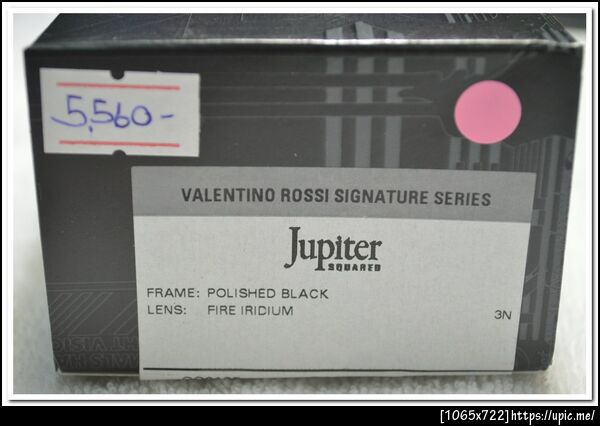 5,560-
VALENTINO ROSSI SIGNATURE SERIES
Jupiter
SQUARED
FRAME: POLISHED BLACK
LENS: FIRE IRIDIUM
3N
[1065x722]https://upic.me/